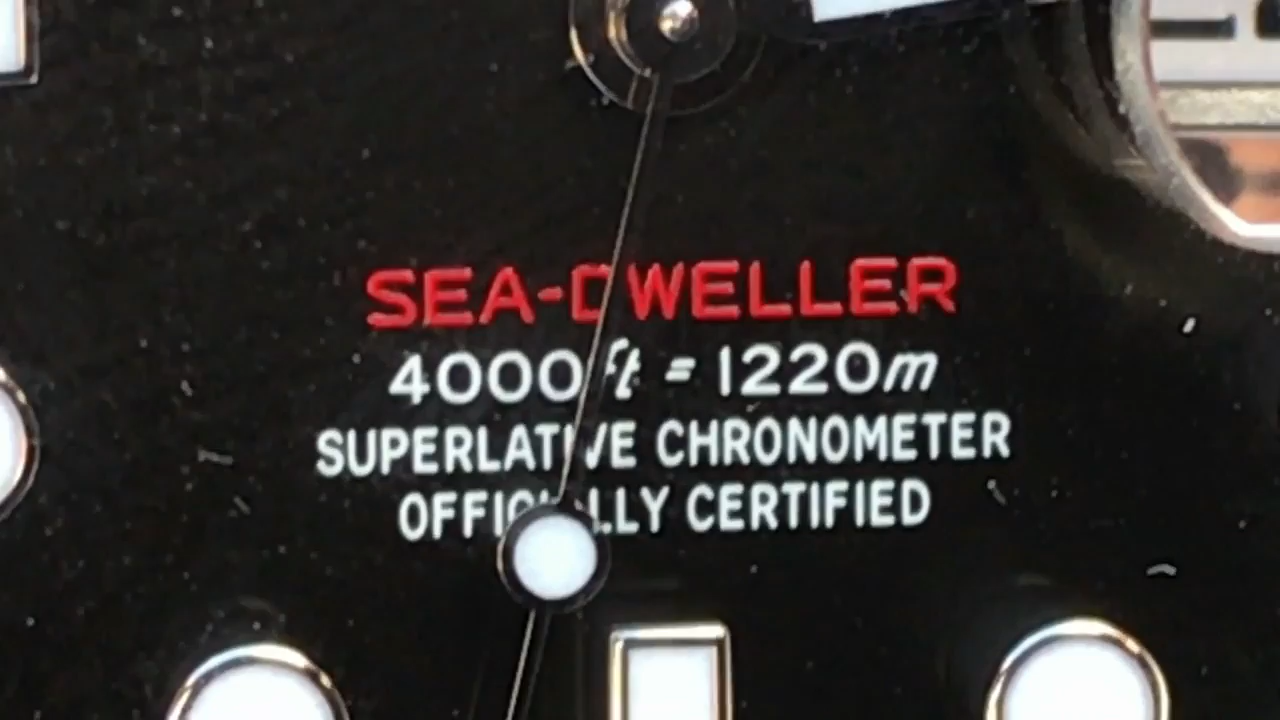 SEA-DWELLER
4000ft = 1220m
SUPERLATIVE CHRONOMETER
OFFICIALLY CERTIFIED